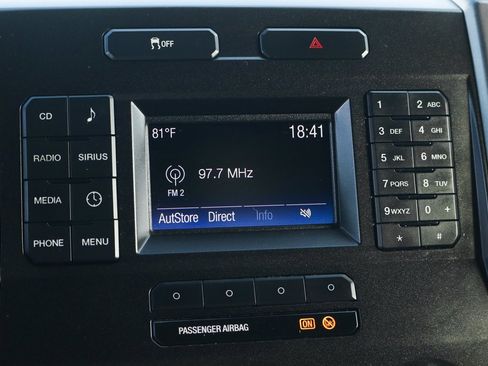 OFF
81°F 18:41
97.7 MHz
FM 2
AutStore Direct Info
CD
RADIO SIRIUS
MEDIA
PHONE MENU
1 2 ABC
3 DEF 4 GHI
5 JKL 6 MNO
7 PQRS 8 TUV
9 WXYZ 0 +
* #
PASSENGER AIRBAG ON